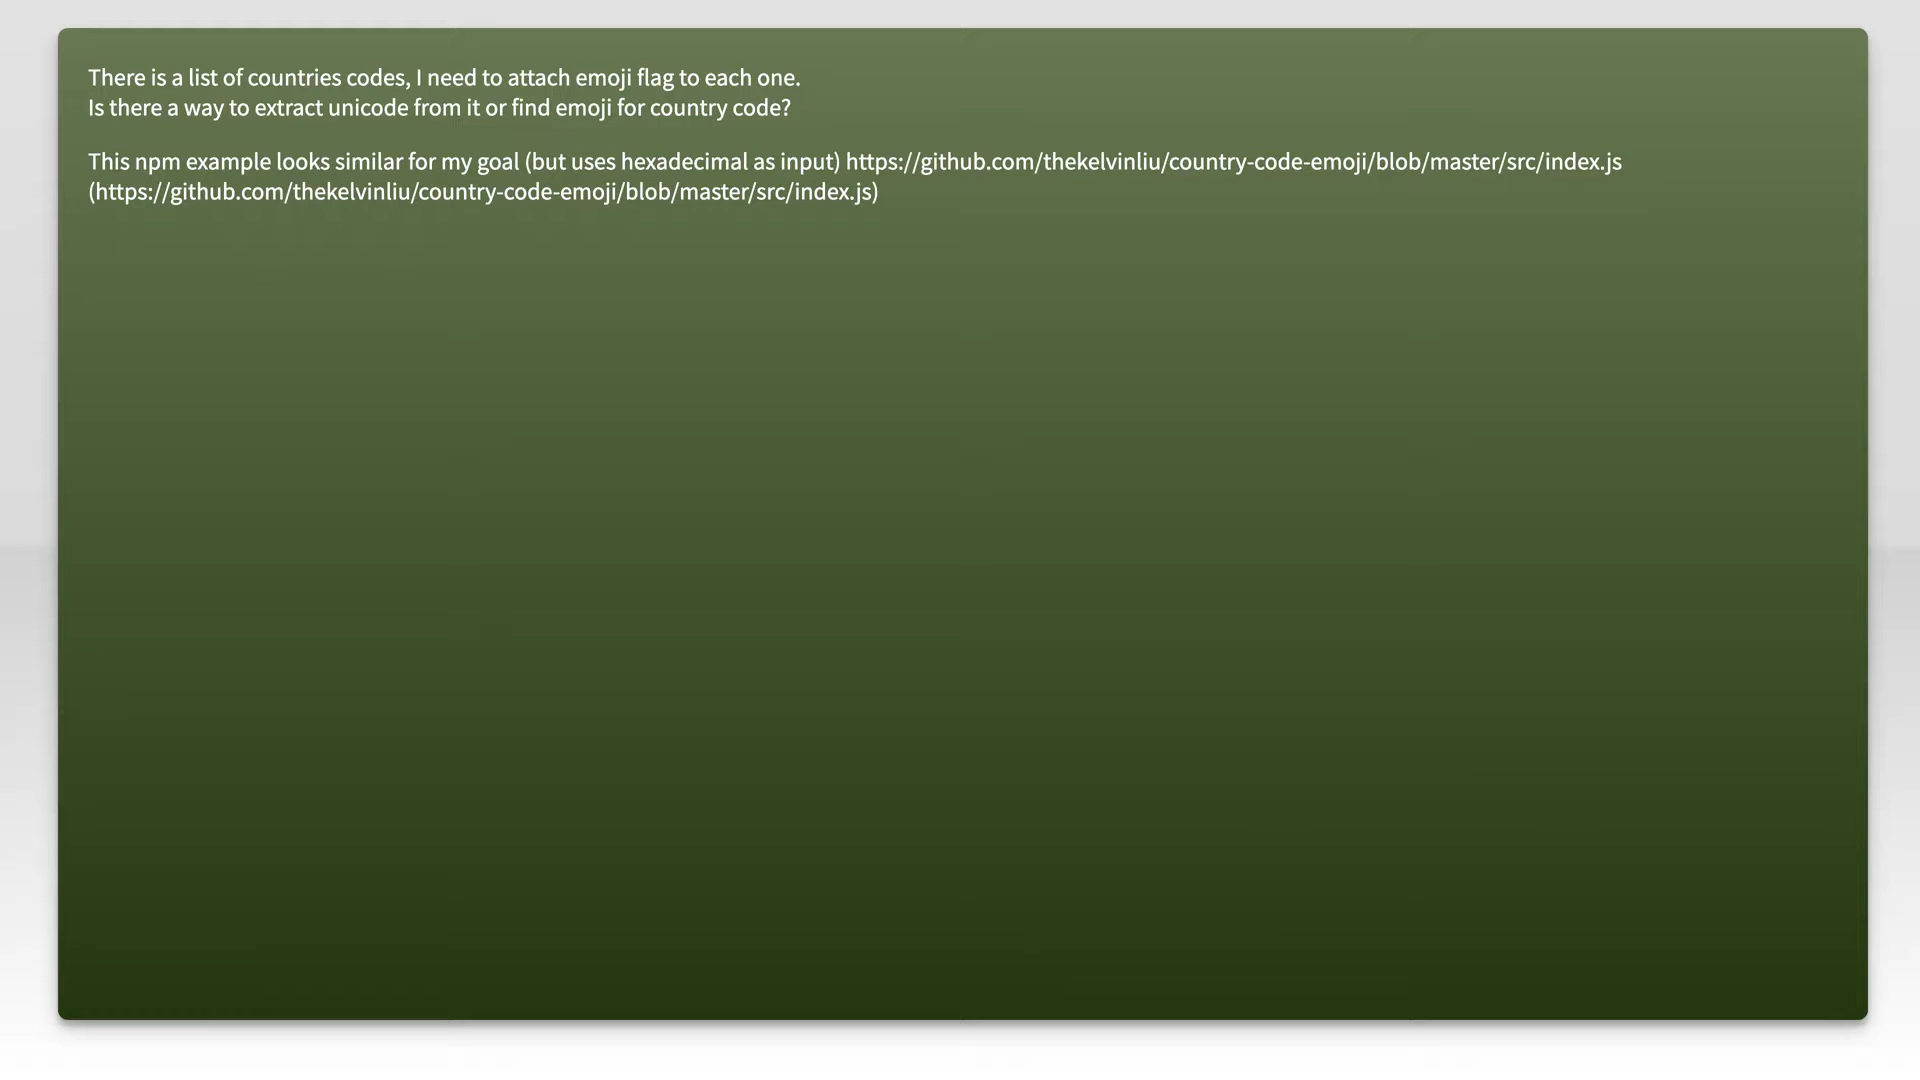 There is a list of countries codes, I need to attach emoji flag to each one.
Is there a way to extract unicode from it or find emoji for country code?
This npm example looks similar for my goal (but uses hexadecimal as input) https://github.com/thekelvinliu/country-code-emoji/blob/master/src/index.js
(https://github.com/thekelvinliu/country-code-emoji/blob/master/src/index.js)